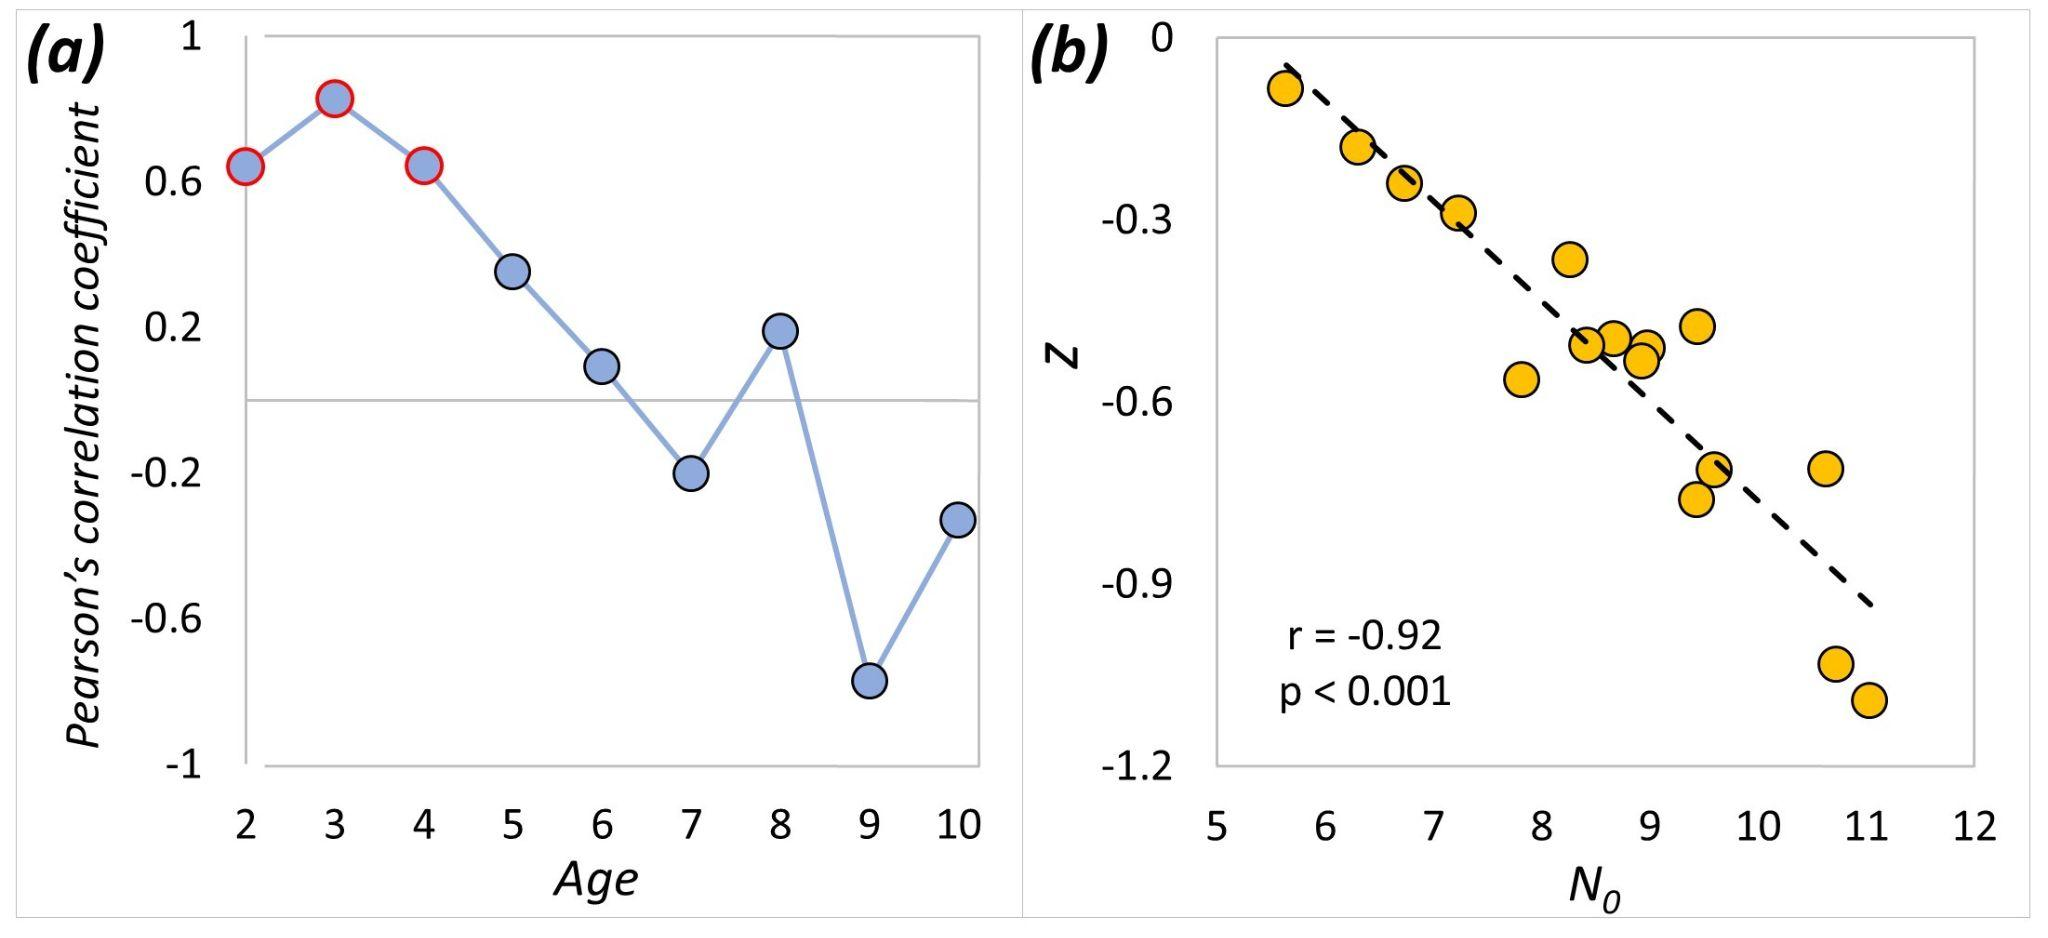 (a)
Pearson's correlation coefficient
1
0.6
0.2
-0.2
-0.6
-1
2 3 4 5 6 7 8 9 10
Age
(b)
z
0
-0.3
-0.6
-0.9
-1.2
r = -0.92
p < 0.001
5 6 7 8 9 10 11 12
N₀